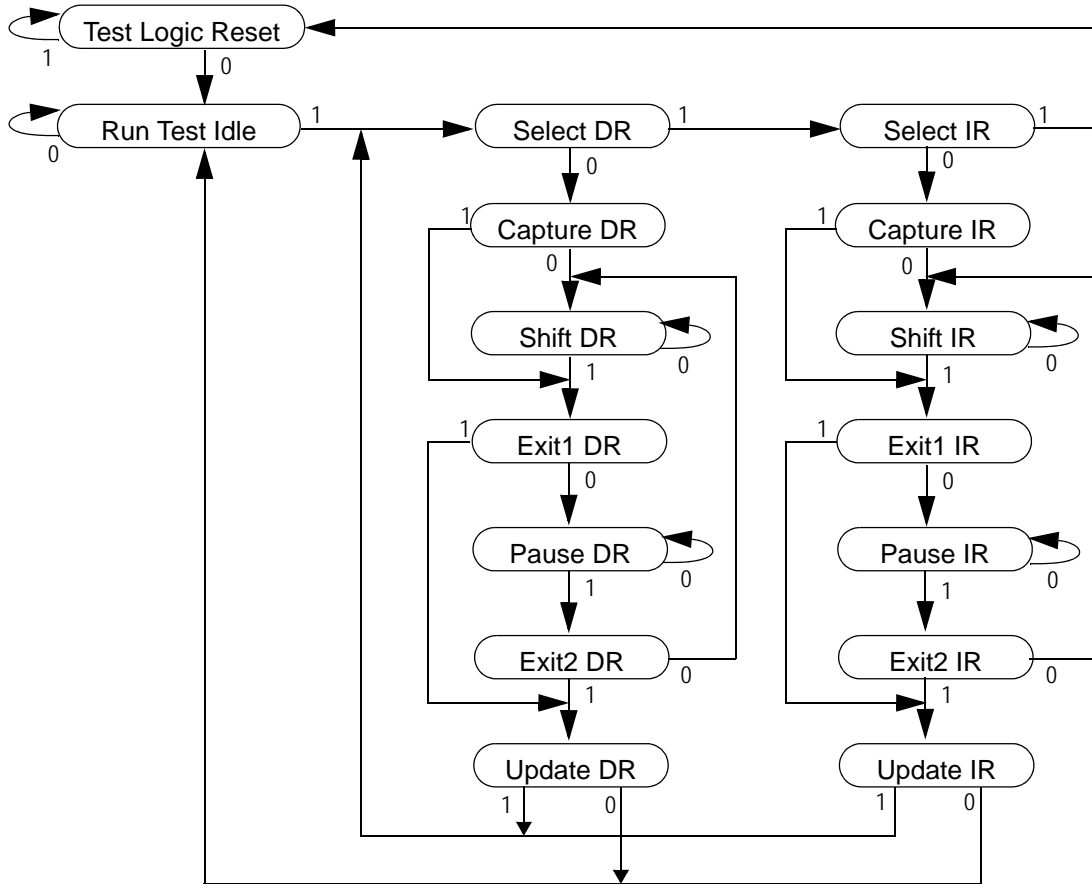 Test Logic Reset
1
0
Run Test Idle
1
Select DR
1
Select IR
1
0
0
0
1
Capture DR
1
Capture IR
0
0
Shift DR
Shift IR
0
0
1
1
1
Exit1 DR
1
Exit1 IR
0
0
Pause DR
Pause IR
0
0
1
1
Exit2 DR
Exit2 IR
0
0
1
1
Update DR
Update IR
1
0
1
0